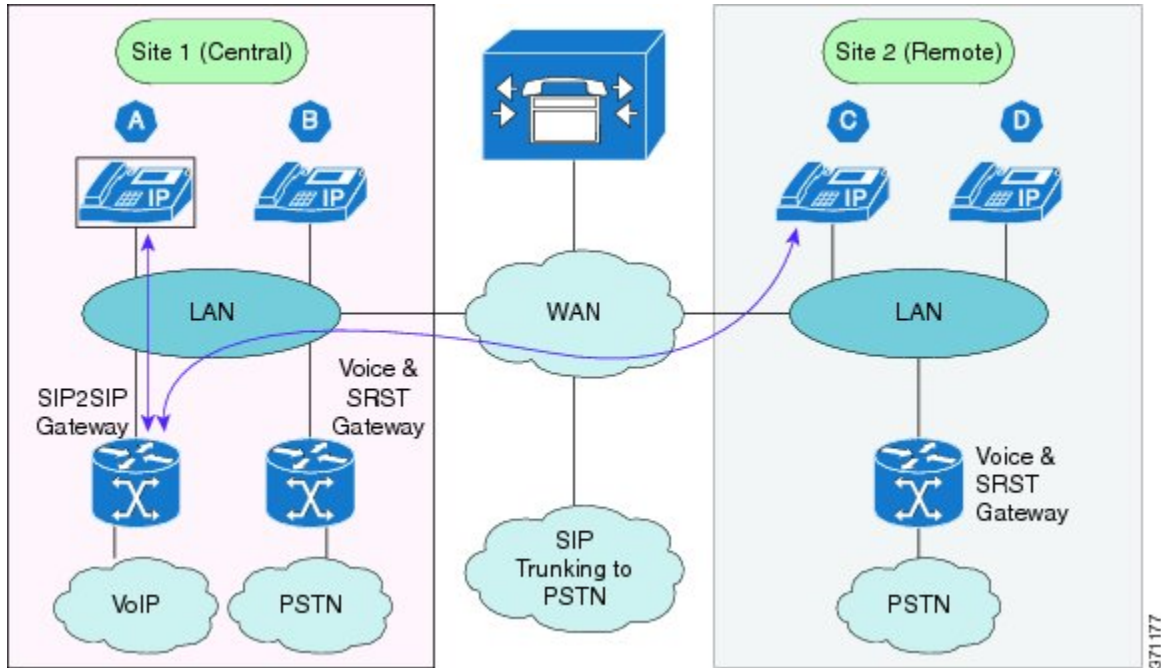 Site 1 (Central)
Site 2 (Remote)
A
B
C
D
IP
IP
IP
IP
LAN
WAN
LAN
SIP2SIP
Gateway
Voice &
SRST
Gateway
Voice &
SRST
Gateway
VoIP
PSTN
SIP
Trunking to
PSTN
PSTN
371177